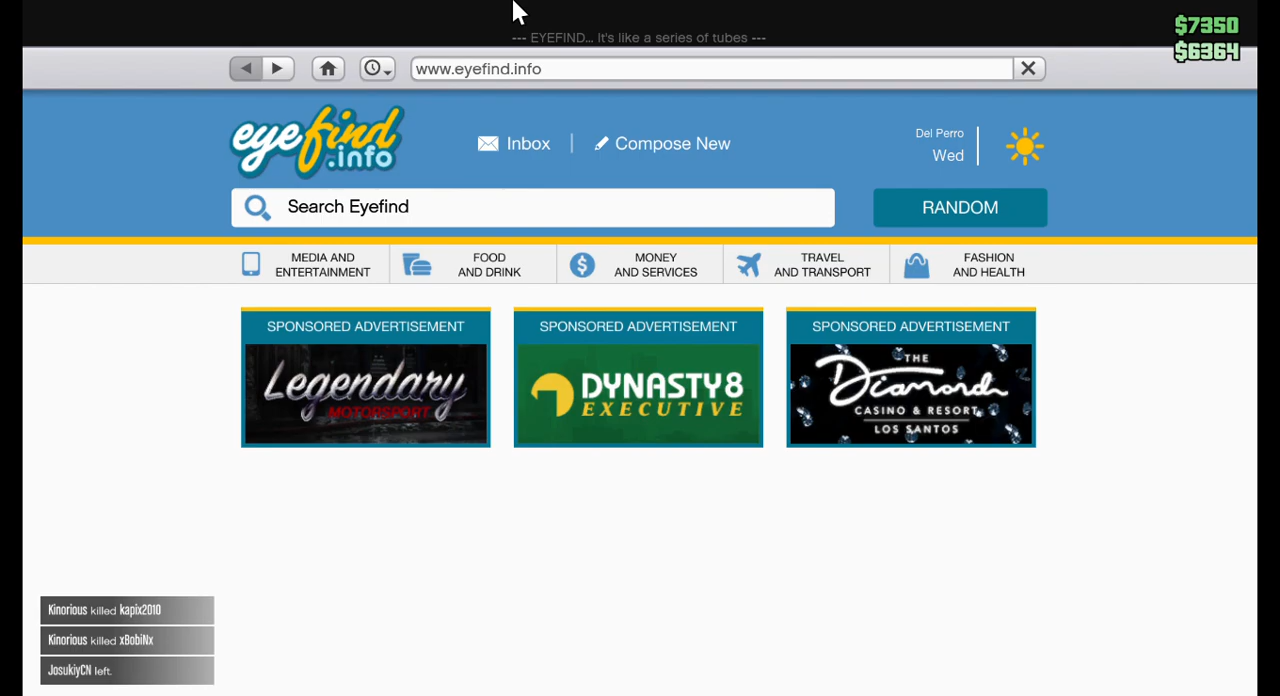 --- EYEFIND... It's like a series of tubes ---
$7350
$6364
www.eyefind.info
eyefind
.info
Inbox
Compose New
Del Perro
Wed
Search Eyefind
RANDOM
MEDIA AND
ENTERTAINMENT
FOOD
AND DRINK
MONEY
AND SERVICES
TRAVEL
AND TRANSPORT
FASHION
AND HEALTH
SPONSORED ADVERTISEMENT
Legendary
MOTORSPORT
SPONSORED ADVERTISEMENT
DYNASTY8
EXECUTIVE
SPONSORED ADVERTISEMENT
THE
Diamond
CASINO & RESORT
LOS SANTOS
Kinorious killed kapix2010
Kinorious killed xBobiNx
JosukiyCN left.